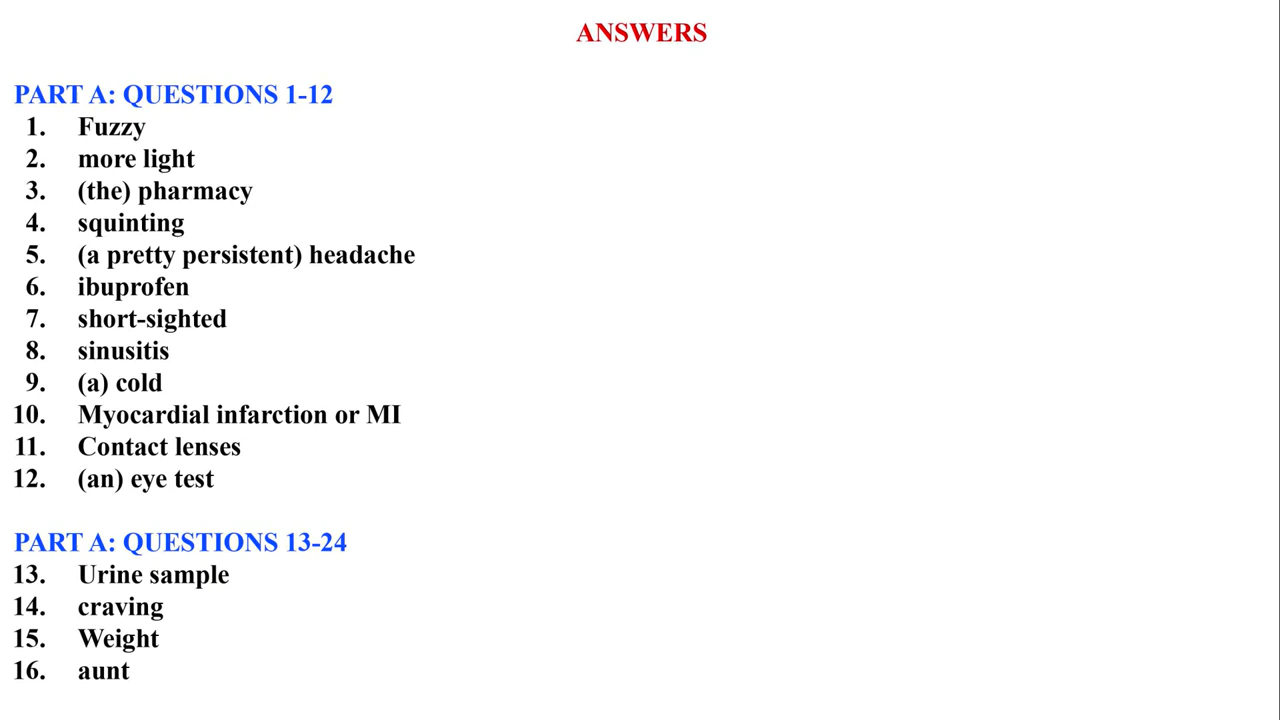 ANSWERS
PART A: QUESTIONS 1-12
1. Fuzzy
2. more light
3. (the) pharmacy
4. squinting
5. (a pretty persistent) headache
6. ibuprofen
7. short-sighted
8. sinusitis
9. (a) cold
10. Myocardial infarction or MI
11. Contact lenses
12. (an) eye test
PART A: QUESTIONS 13-24
13. Urine sample
14. craving
15. Weight
16. aunt